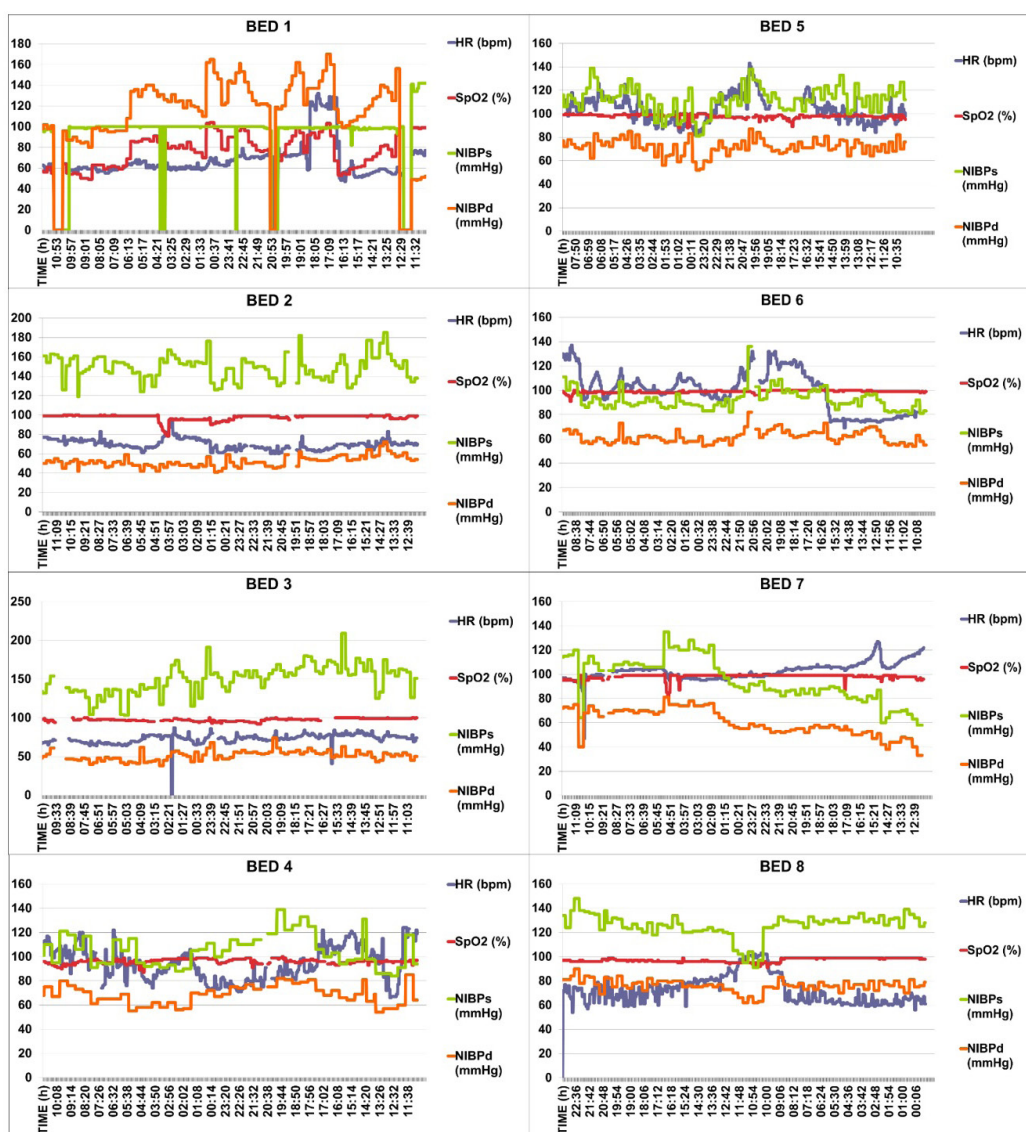 BED 1
180
160
140
120
100
80
60
40
20
0
TIME (h) 10:53 09:57 09:01 08:05 07:09 06:13 05:17 04:21 03:25 02:29 01:33 00:37 23:41 22:45 21:49 20:53 19:57 19:01 18:05 17:09 16:13 15:17 14:21 13:25 12:29 11:32
HR (bpm)
SpO2 (%)
NIBPs
(mmHg)
NIBPd
(mmHg)
BED 5
160
140
120
100
80
60
40
20
0
TIME (h) 07:50 06:59 06:08 05:17 04:26 03:35 02:44 01:53 01:02 00:11 23:20 22:29 21:38 20:47 19:56 19:05 18:14 17:23 16:32 15:41 14:50 13:59 13:08 12:17 11:26 10:35
HR (bpm)
SpO2 (%)
NIBPs
(mmHg)
NIBPd
(mmHg)
BED 2
200
180
160
140
120
100
80
60
40
20
0
TIME (h) 11:09 10:15 09:21 08:27 07:33 06:39 05:45 04:51 03:57 03:03 02:09 01:15 00:21 23:27 22:33 21:39 20:45 19:51 18:57 18:03 17:09 16:15 15:21 14:27 13:33 12:39
HR (bpm)
SpO2 (%)
NIBPs
(mmHg)
NIBPd
(mmHg)
BED 6
160
140
120
100
80
60
40
20
0
TIME (h) 08:38 07:44 06:50 05:56 05:02 04:08 03:14 02:20 01:26 00:32 23:38 22:44 21:50 20:56 20:02 19:08 18:14 17:20 16:26 15:32 14:38 13:44 12:50 11:56 11:02 10:08
HR (bpm)
SpO2 (%)
NIBPs
(mmHg)
NIBPd
(mmHg)
BED 3
250
200
150
100
50
0
TIME (h) 09:33 08:39 07:45 06:51 05:57 05:03 04:09 03:15 02:21 01:27 00:33 23:39 22:45 21:51 20:57 20:03 19:09 18:15 17:21 16:27 15:33 14:39 13:45 12:51 11:57 11:03
HR (bpm)
SpO2 (%)
NIBPs
(mmHg)
NIBPd
(mmHg)
BED 7
160
140
120
100
80
60
40
20
0
TIME (h) 11:09 10:15 09:21 08:27 07:33 06:39 05:45 04:51 03:57 03:03 02:09 01:15 00:21 23:27 22:33 21:39 20:45 19:51 18:57 18:03 17:09 16:15 15:21 14:27 13:33 12:39
HR (bpm)
SpO2 (%)
NIBPs
(mmHg)
NIBPd
(mmHg)
BED 4
160
140
120
100
80
60
40
20
0
TIME (h) 10:08 09:14 08:20 07:26 06:32 05:38 04:44 03:50 02:56 02:02 01:08 00:14 23:20 22:26 21:32 20:38 19:44 18:50 17:56 17:02 16:08 15:14 14:20 13:26 12:32 11:38
HR (bpm)
SpO2 (%)
NIBPs
(mmHg)
NIBPd
(mmHg)
BED 8
160
140
120
100
80
60
40
20
0
TIME (h) 22:36 21:42 20:48 19:54 19:00 18:06 17:12 16:18 15:24 14:30 13:36 12:42 11:48 10:54 10:00 09:06 08:12 07:18 06:24 05:30 04:36 03:42 02:48 01:54 01:00 00:06
HR (bpm)
SpO2 (%)
NIBPs
(mmHg)
NIBPd
(mmHg)